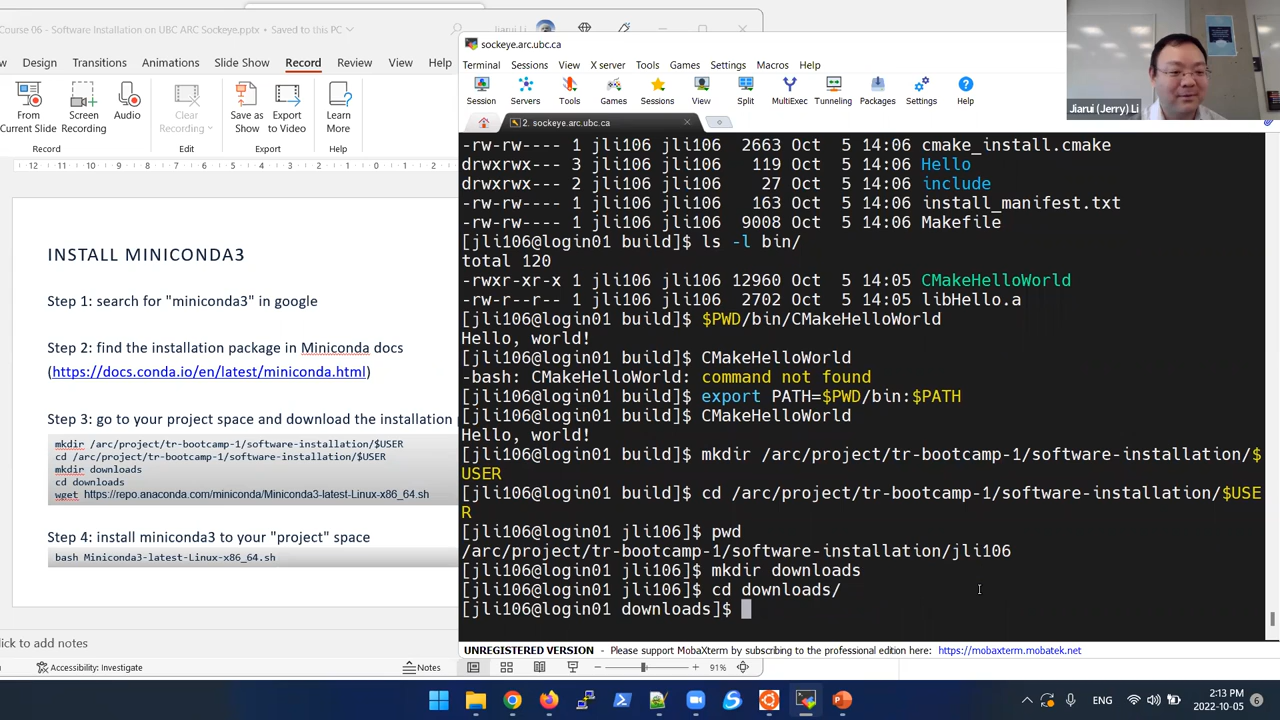 Course 06 - Software Installation on UBC ARC Sockeye.pptx • Saved to this PC
Jiarui Li
Design Transitions Animations Slide Show Record Review View Help
From Current Slide
Screen Recording
Audio
Clear Recording
Save as Show
Export to Video
Learn More
Record Edit Export Help
12 11 10 9 8 7 6 5 4 3 2 1 0
INSTALL MINICONDA3
Step 1: search for "miniconda3" in google
Step 2: find the installation package in Miniconda docs
(https://docs.conda.io/en/latest/miniconda.html)
Step 3: go to your project space and download the installation
mkdir /arc/project/tr-bootcamp-1/software-installation/$USER
cd /arc/project/tr-bootcamp-1/software-installation/$USER
mkdir downloads
cd downloads
wget https://repo.anaconda.com/miniconda/Miniconda3-latest-Linux-x86_64.sh
Step 4: install miniconda3 to your "project" space
bash Miniconda3-latest-Linux-x86_64.sh
lick to add notes
Accessibility: Investigate
Notes
91%
sockeye.arc.ubc.ca
Terminal Sessions View X server Tools Games Settings Macros Help
Session Servers Tools Games Sessions View Split MultiExec Tunneling Packages Settings Help
2. sockeye.arc.ubc.ca
-rw-rw---- 1 jli106 jli106 2663 Oct 5 14:06 cmake_install.cmake
drwxrwx--- 3 jli106 jli106 119 Oct 5 14:06 Hello
drwxrwx--- 2 jli106 jli106 27 Oct 5 14:06 include
-rw-rw---- 1 jli106 jli106 163 Oct 5 14:06 install_manifest.txt
-rw-rw---- 1 jli106 jli106 9008 Oct 5 14:06 Makefile
[jli106@login01 build]$ ls -l bin/
total 120
-rwxr-xr-x 1 jli106 jli106 12960 Oct 5 14:05 CMakeHelloWorld
-rw-r--r-- 1 jli106 jli106 2702 Oct 5 14:05 libHello.a
[jli106@login01 build]$ $PWD/bin/CMakeHelloWorld
Hello, world!
[jli106@login01 build]$ CMakeHelloWorld
-bash: CMakeHelloWorld: command not found
[jli106@login01 build]$ export PATH=$PWD/bin:$PATH
[jli106@login01 build]$ CMakeHelloWorld
Hello, world!
[jli106@login01 build]$ mkdir /arc/project/tr-bootcamp-1/software-installation/$
USER
[jli106@login01 build]$ cd /arc/project/tr-bootcamp-1/software-installation/$USE
R
[jli106@login01 jli106]$ pwd
/arc/project/tr-bootcamp-1/software-installation/jli106
[jli106@login01 jli106]$ mkdir downloads
[jli106@login01 jli106]$ cd downloads/
[jli106@login01 downloads]$
UNREGISTERED VERSION - Please support MobaXterm by subscribing to the professional edition here: https://mobaxterm.mobatek.net
Jiarui (Jerry) Li
ENG
2:13 PM
2022-10-05
6